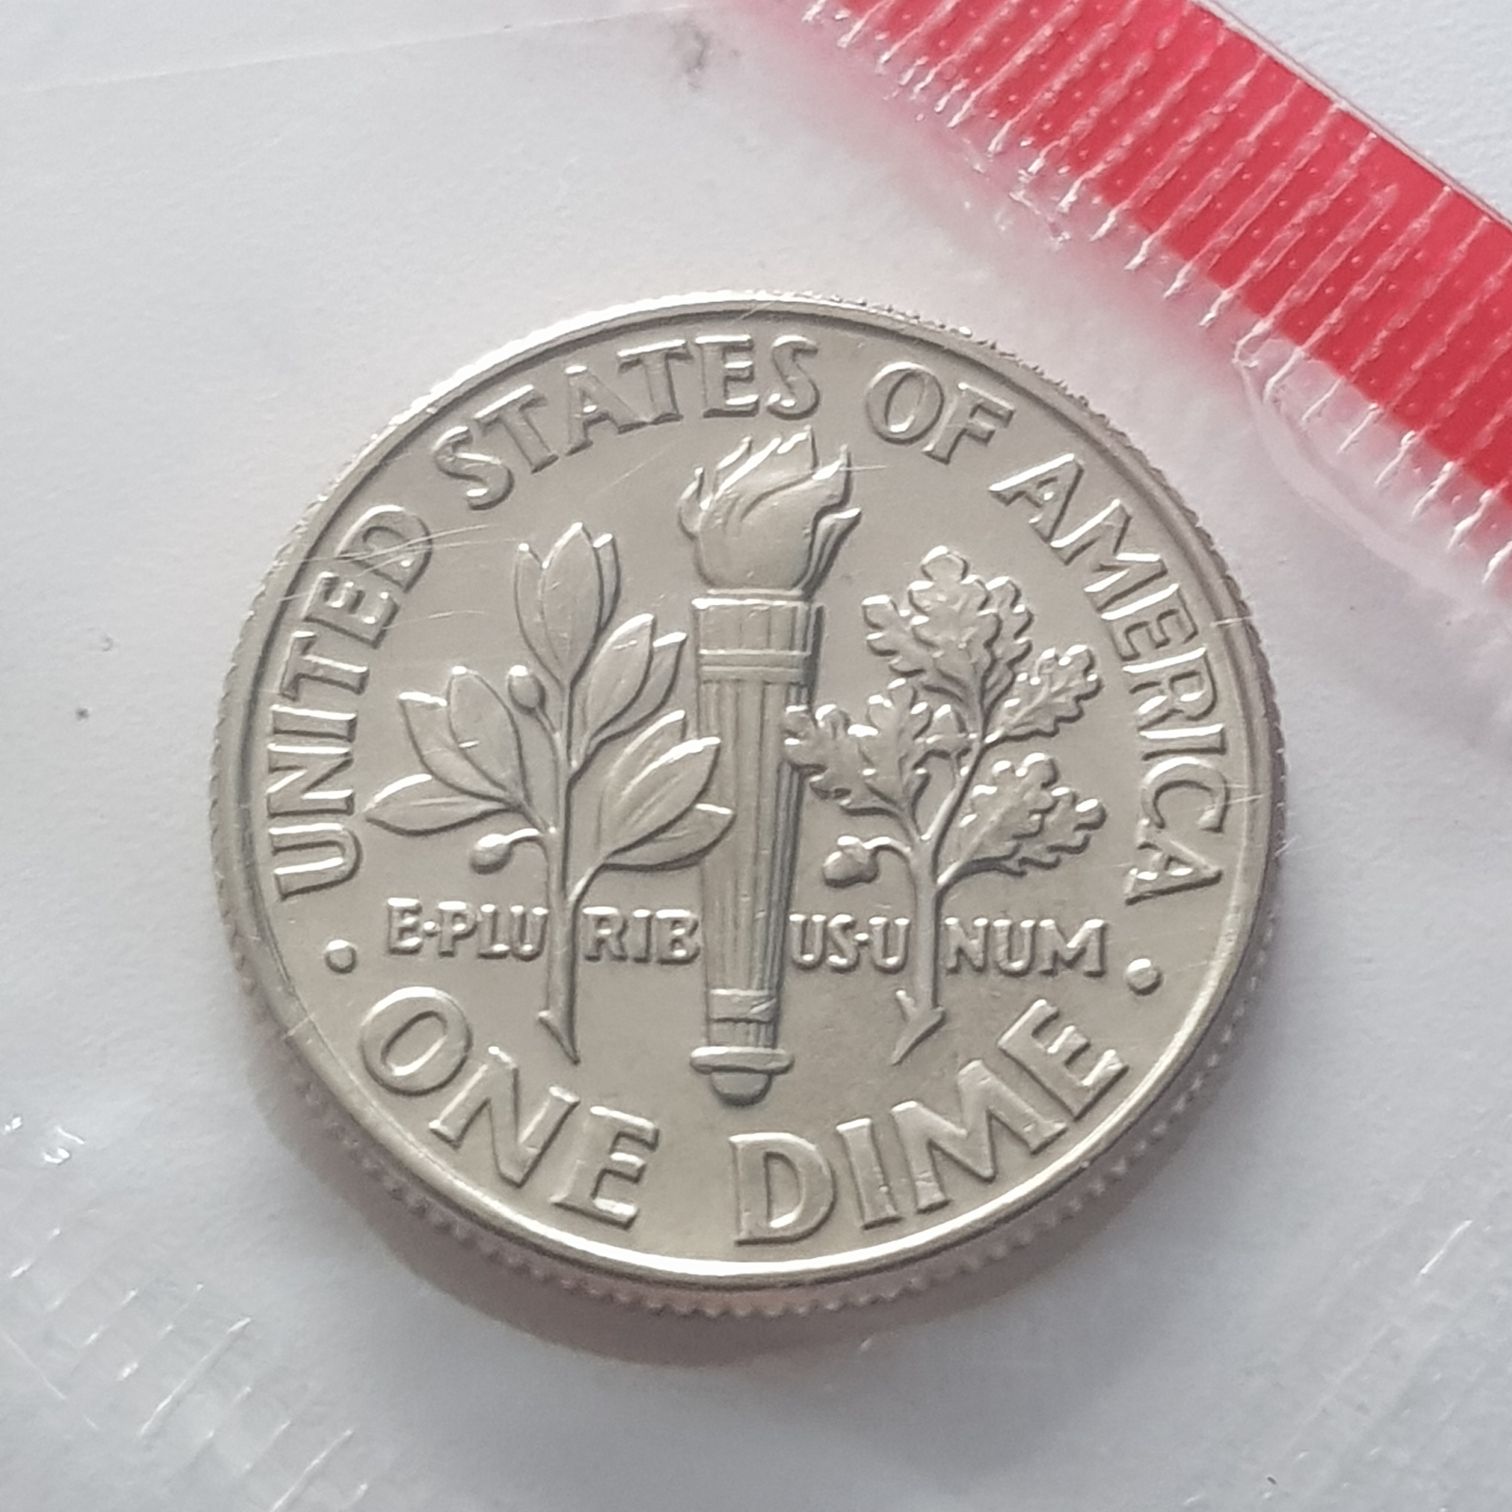 UNITED STATES OF AMERICA
E·PLU RIB US·U NUM
· ONE DIME ·